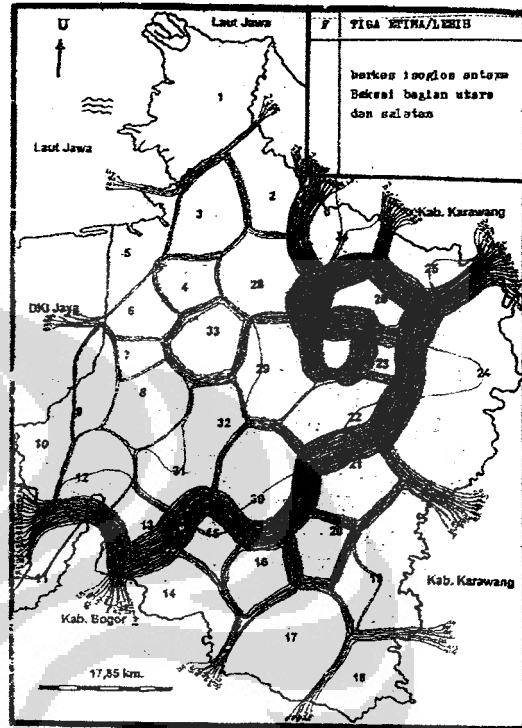 Laut Jawa
F TIGA ETIMA/LEBIH
U
berkas isoglos antara
Bekasi bagian utara
dan selatan
1
Laut Jawa
2
Kab. Karawang
3
5
25
4
28
26
DKI Jaya
6
33
7
23
29
24
8
9
22
32
10
21
31
12
30
13
20
15
11
16
19
14
Kab. Karawang
Kab. Bogor
17
17,85 km.
18